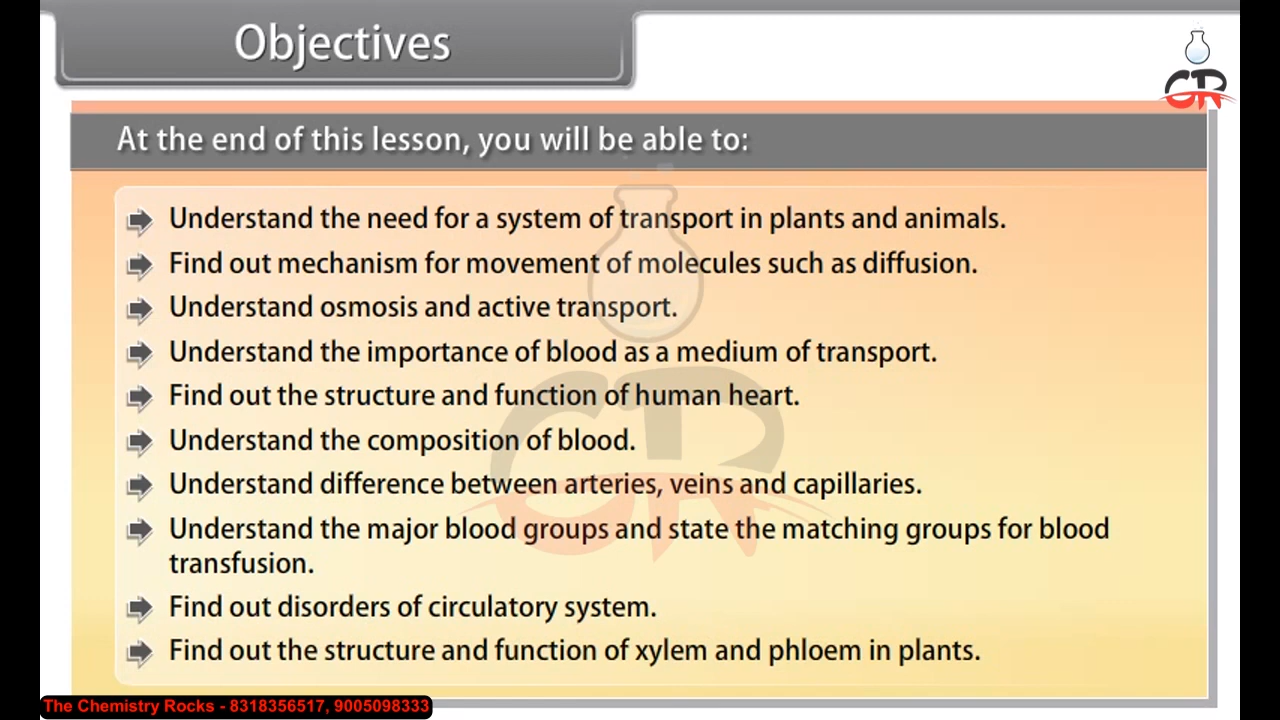 Objectives
CR
At the end of this lesson, you will be able to:
Understand the need for a system of transport in plants and animals.
Find out mechanism for movement of molecules such as diffusion.
Understand osmosis and active transport.
Understand the importance of blood as a medium of transport.
Find out the structure and function of human heart.
Understand the composition of blood.
Understand difference between arteries, veins and capillaries.
Understand the major blood groups and state the matching groups for blood
transfusion.
Find out disorders of circulatory system.
Find out the structure and function of xylem and phloem in plants.
CR
The Chemistry Rocks - 8318356517, 9005098333